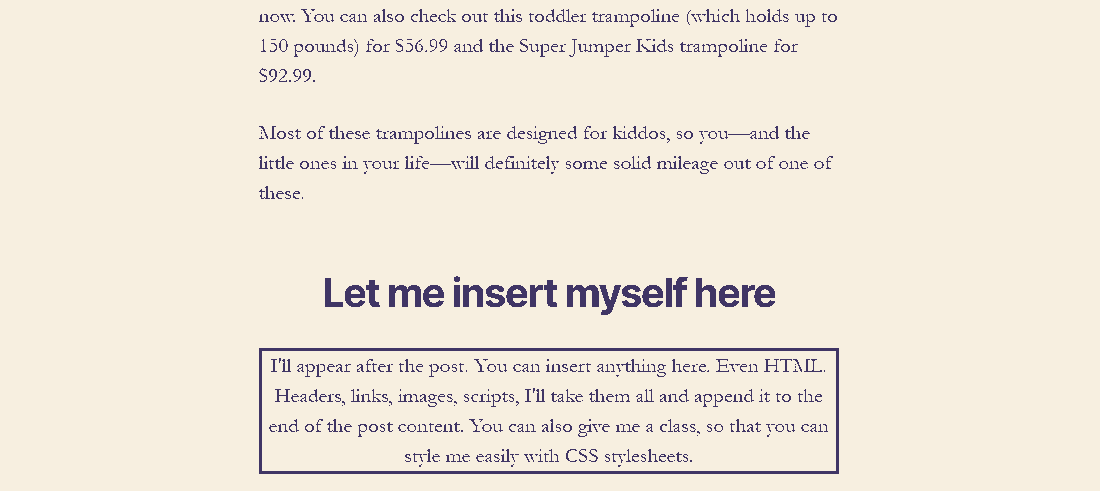 now. You can also check out this toddler trampoline (which holds up to
150 pounds) for $56.99 and the Super Jumper Kids trampoline for
$92.99.
Most of these trampolines are designed for kiddos, so you—and the
little ones in your life—will definitely some solid mileage out of one of
these.
Let me insert myself here
I'll appear after the post. You can insert anything here. Even HTML.
Headers, links, images, scripts, I'll take them all and append it to the
end of the post content. You can also give me a class, so that you can
style me easily with CSS stylesheets.